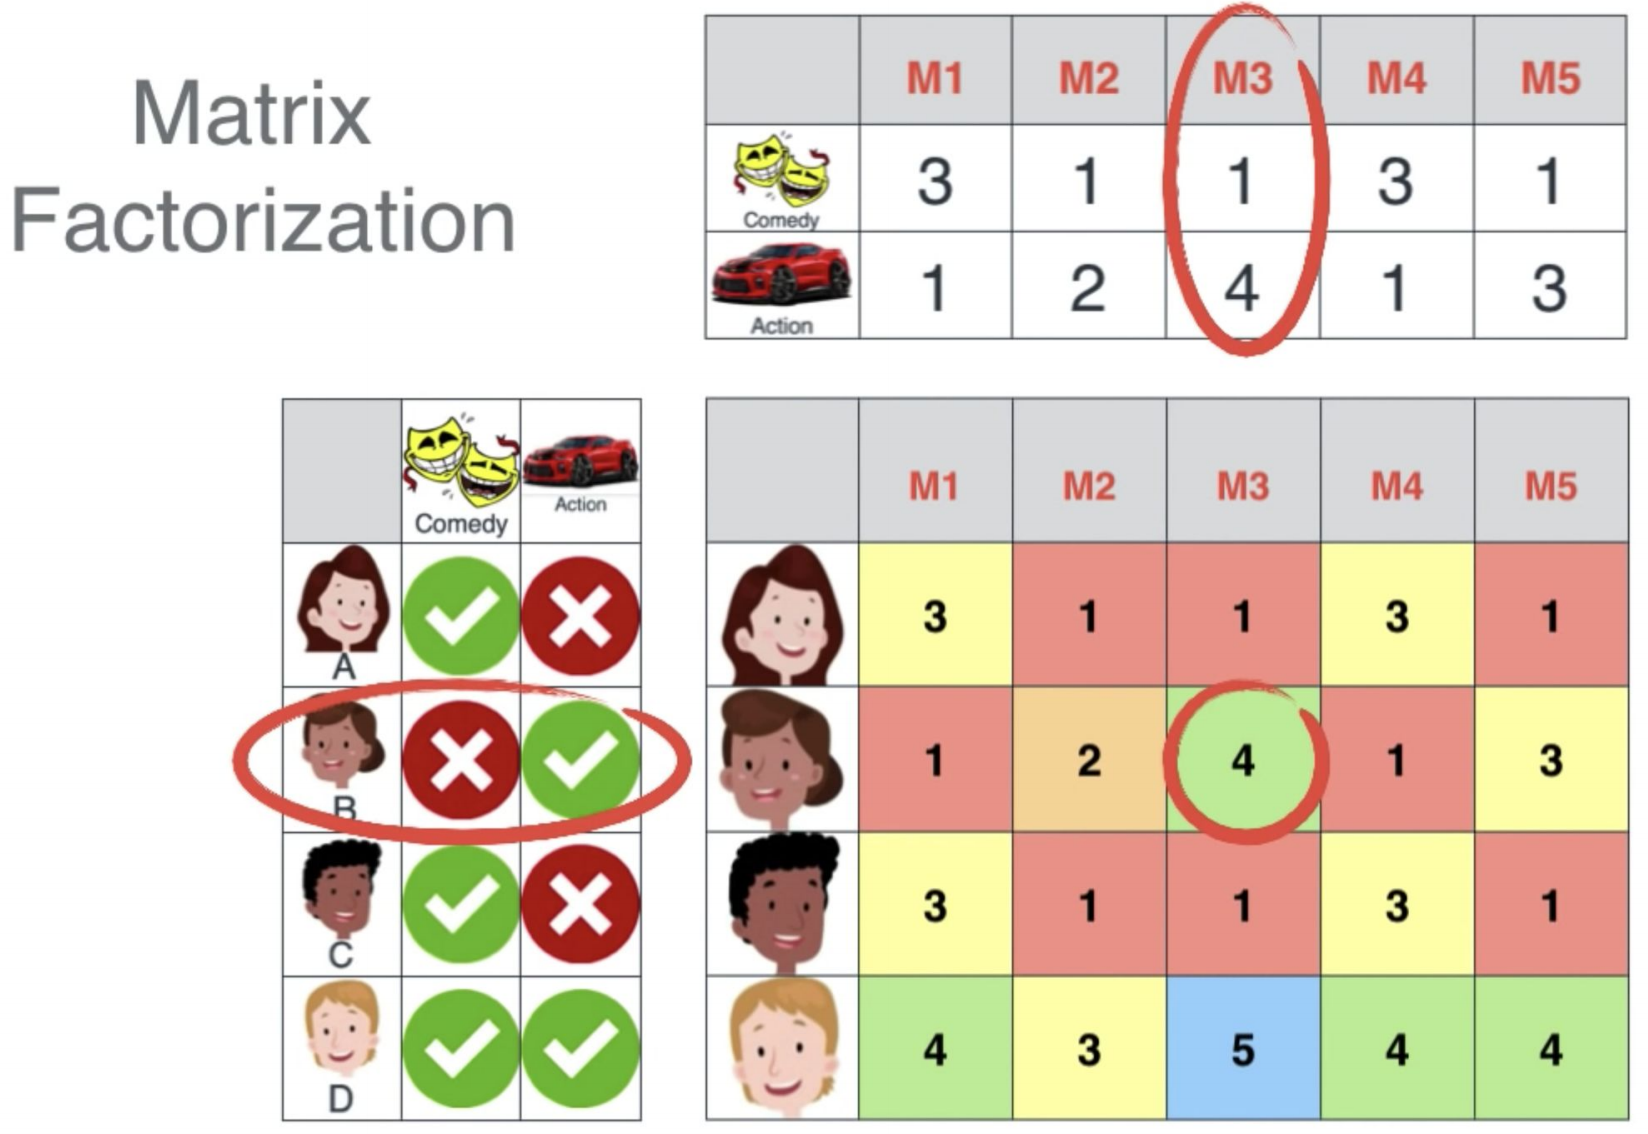 Matrix
Factorization
M1 M2 M3 M4 M5
Comedy 3 1 1 3 1
Action 1 2 4 1 3
Comedy Action
A
B
C
D
M1 M2 M3 M4 M5
3 1 1 3 1
1 2 4 1 3
3 1 1 3 1
4 3 5 4 4